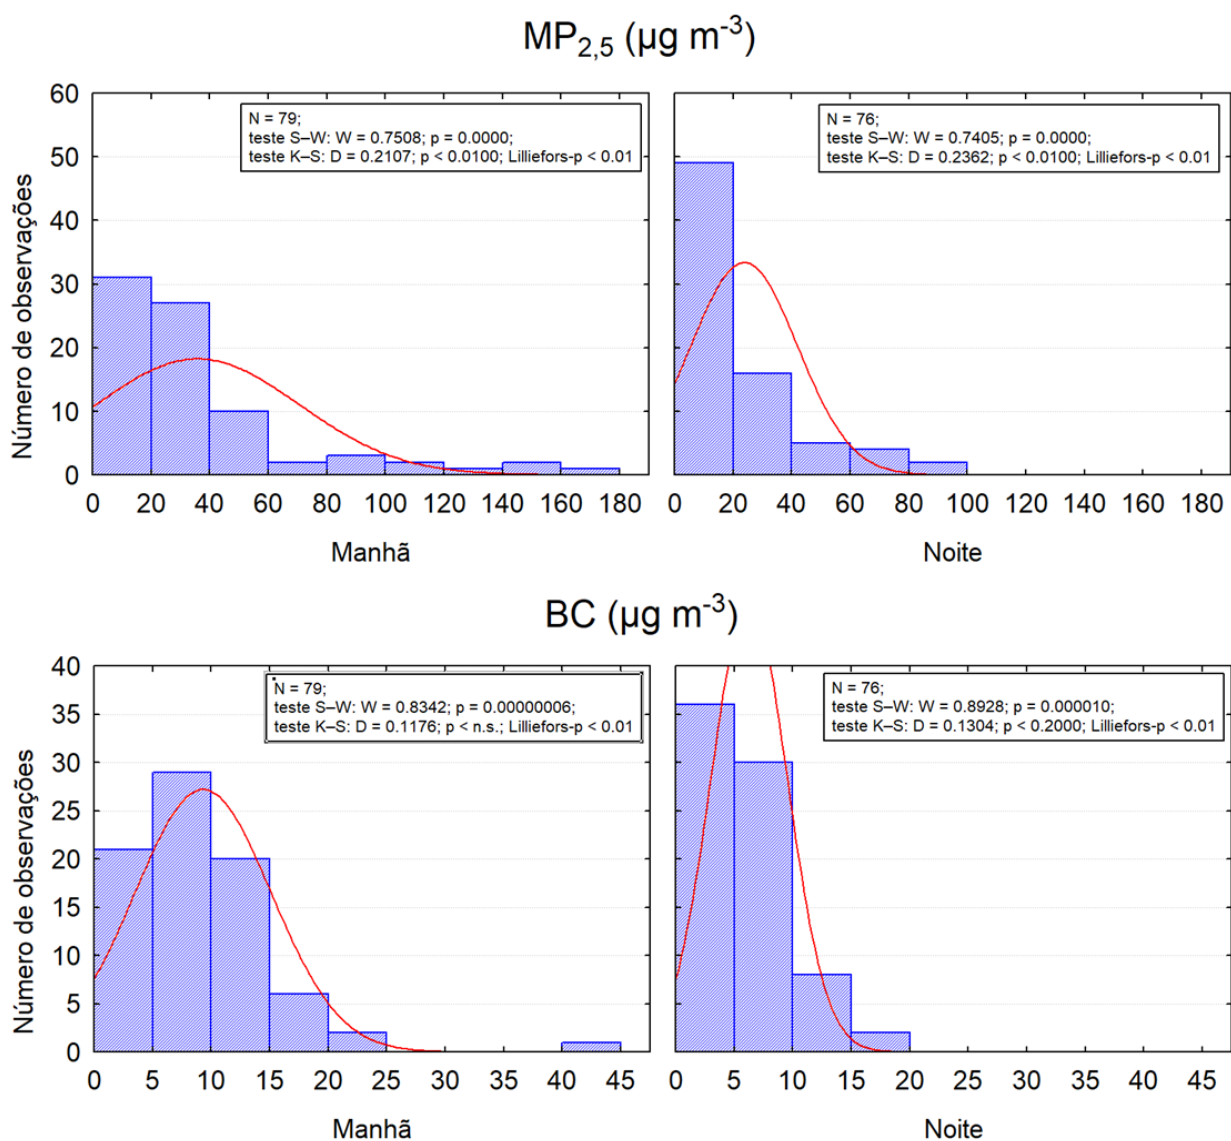 MP2,5 (µg m-3)
Número de observações
60
50
40
30
20
10
0
N = 79;
teste S–W: W = 0.7508; p = 0.0000;
teste K–S: D = 0.2107; p < 0.0100; Lilliefors-p < 0.01
0 20 40 60 80 100 120 140 160 180
Manhã
N = 76;
teste S–W: W = 0.7405; p = 0.0000;
teste K–S: D = 0.2362; p < 0.0100; Lilliefors-p < 0.01
0 20 40 60 80 100 120 140 160 180
Noite
BC (µg m-3)
Número de observações
40
35
30
25
20
15
10
5
0
N = 79;
teste S–W: W = 0.8342; p = 0.00000006;
teste K–S: D = 0.1176; p < n.s.; Lilliefors-p < 0.01
0 5 10 15 20 25 30 35 40 45
Manhã
N = 76;
teste S–W: W = 0.8928; p = 0.000010;
teste K–S: D = 0.1304; p < 0.2000; Lilliefors-p < 0.01
0 5 10 15 20 25 30 35 40 45
Noite